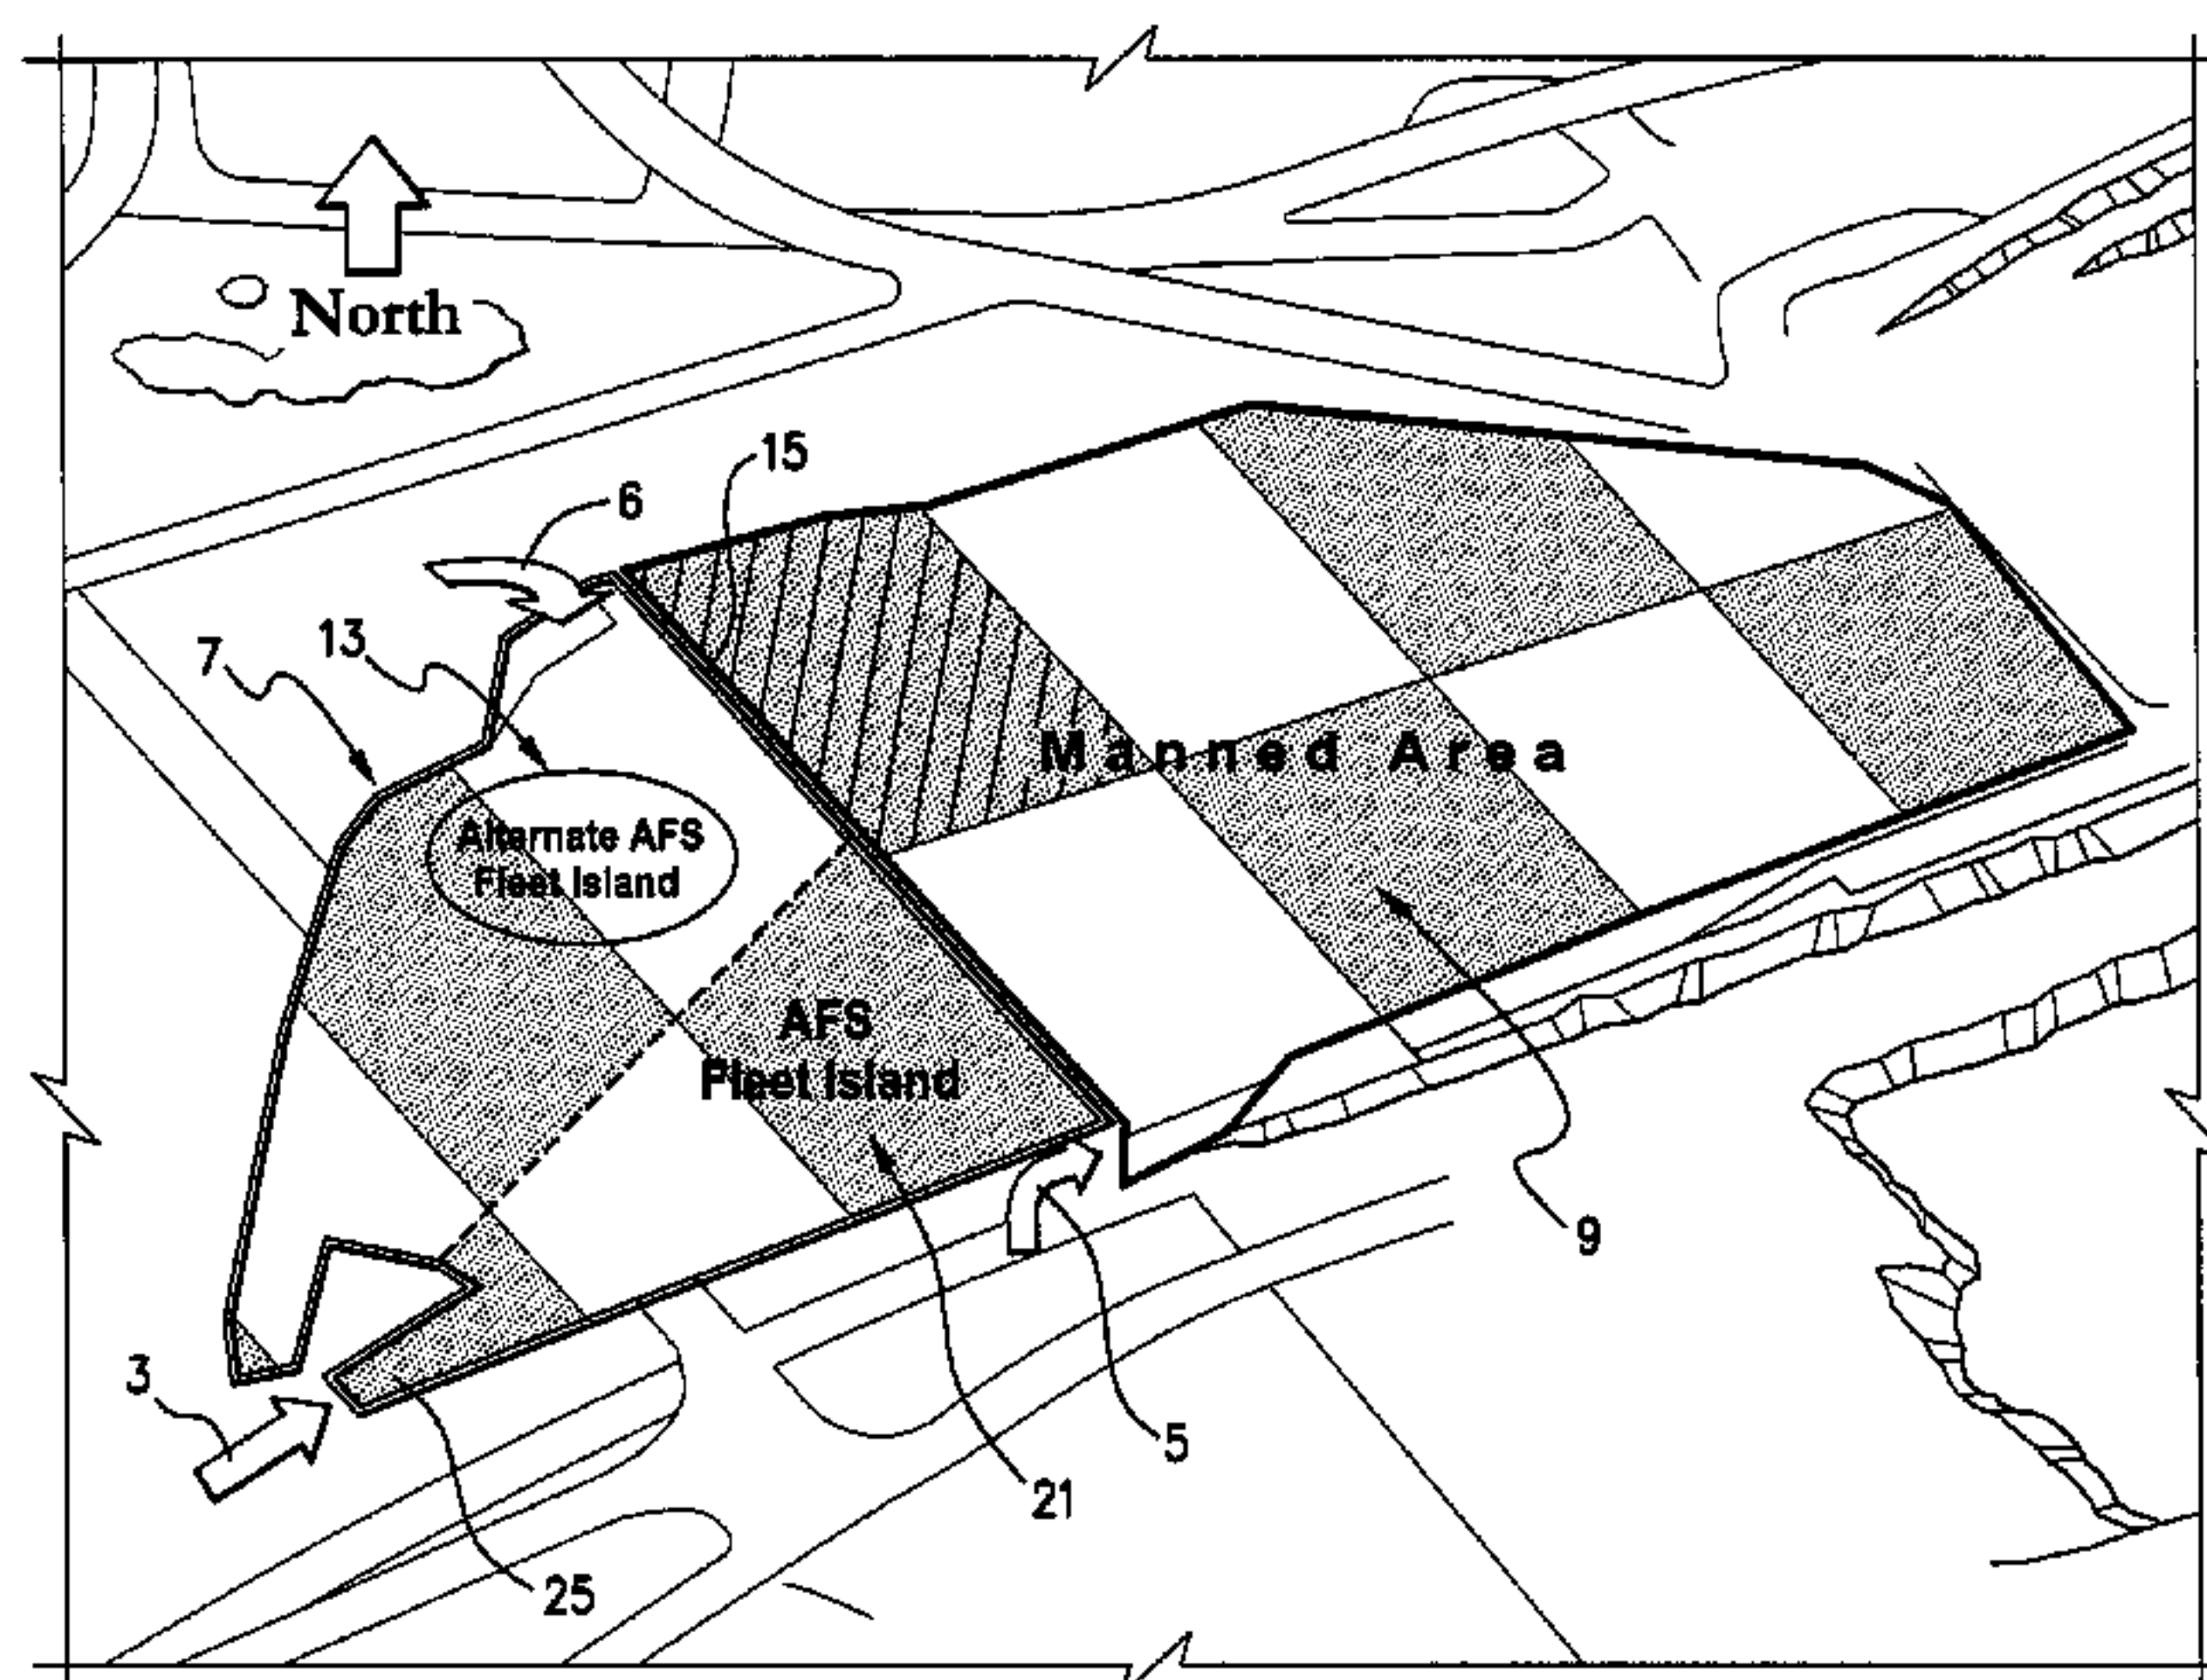 North
15
6
13
7
Manned Area
Alternate AFS
Fleet Island
AFS
Fleet Island
9
3
5
21
25